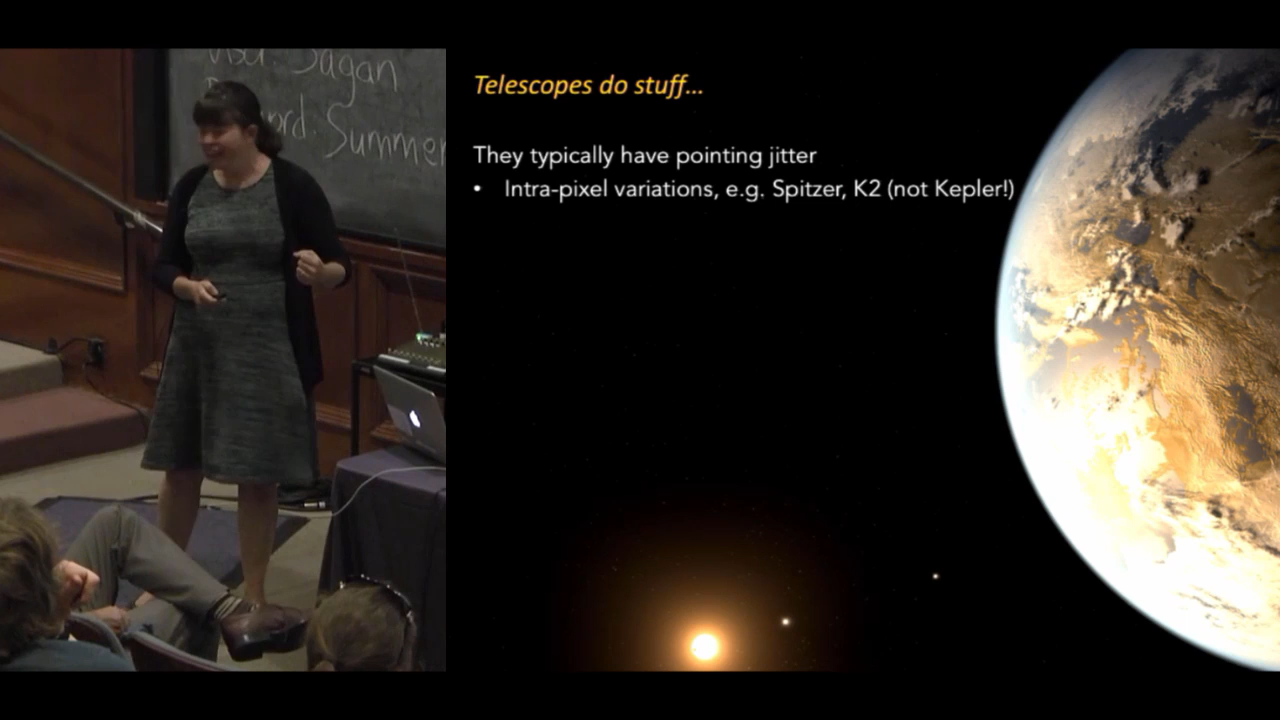 Sagan
Summer
Telescopes do stuff...
They typically have pointing jitter
• Intra-pixel variations, e.g. Spitzer, K2 (not Kepler!)